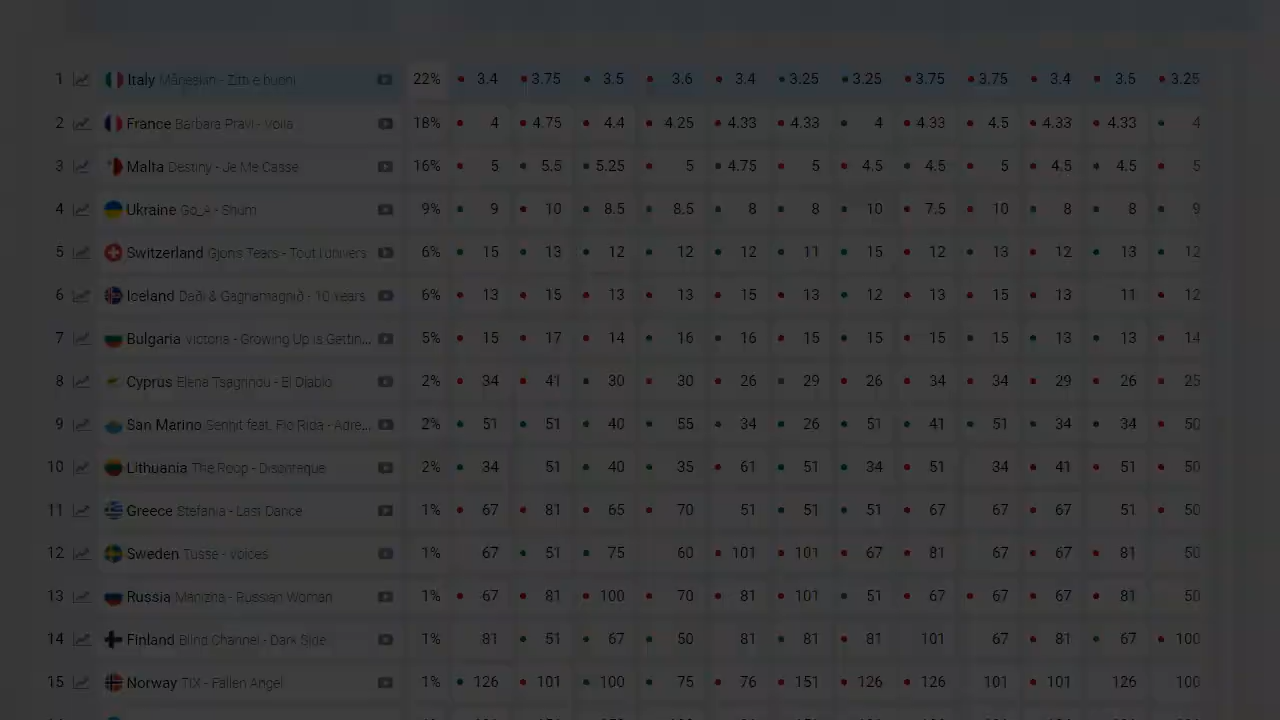 1 Italy Måneskin - Zitti e buoni 22% 3.4 3.75 3.5 3.6 3.4 3.25 3.25 3.75 3.75 3.4 3.5 3.25
2 France Barbara Pravi - Voilà 18% 4 4.75 4.4 4.25 4.33 4.33 4 4.33 4.5 4.33 4.33 4
3 Malta Destiny - Je Me Casse 16% 5 5.5 5.25 5 4.75 5 4.5 4.5 5 4.5 4.5 5
4 Ukraine Go_A - Shum 9% 9 10 8.5 8.5 8 8 10 7.5 10 8 8 9
5 Switzerland Gjon's Tears - Tout l'univers 6% 15 13 12 12 12 11 15 12 13 12 13 12
6 Iceland Daði & Gagnamagnið - 10 Years 6% 13 15 13 13 15 13 12 13 15 13 11 12
7 Bulgaria Victoria - Growing Up is Gettin... 5% 15 17 14 16 16 15 15 15 15 13 13 14
8 Cyprus Elena Tsagrinou - El Diablo 2% 34 41 30 30 26 29 26 34 34 29 26 25
9 San Marino Senhit feat. Flo Rida - Adre... 2% 51 51 40 55 34 26 51 41 51 34 34 50
10 Lithuania The Roop - Discoteque 2% 34 51 40 35 61 51 34 51 34 41 51 50
11 Greece Stefania - Last Dance 1% 67 81 65 70 51 51 51 67 67 67 51 50
12 Sweden Tusse - Voices 1% 67 51 75 60 101 101 67 81 67 67 81 50
13 Russia Manizha - Russian Woman 1% 67 81 100 70 81 101 51 67 67 67 81 50
14 Finland Blind Channel - Dark Side 1% 81 51 67 50 81 81 81 101 67 81 67 100
15 Norway TIX - Fallen Angel 1% 126 101 100 75 76 151 126 126 101 101 126 100